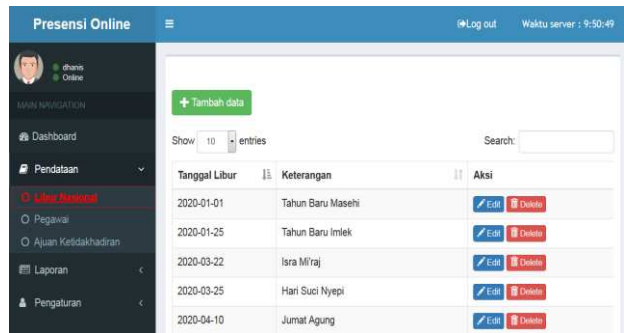 Presensi Online
Log out Waktu server : 9:50:49
dhanis
Online
MAIN NAVIGATION
Dashboard
Pendataan
Libur Nasional
Pegawai
Ajuan Ketidakhadiran
Laporan
Pengaturan
Tambah data
Show 10 entries Search:
Tanggal Libur Keterangan Aksi
2020-01-01 Tahun Baru Masehi Edit Delete
2020-01-25 Tahun Baru Imlek Edit Delete
2020-03-22 Isra Mi'raj Edit Delete
2020-03-25 Hari Suci Nyepi Edit Delete
2020-04-10 Jumat Agung Edit Delete